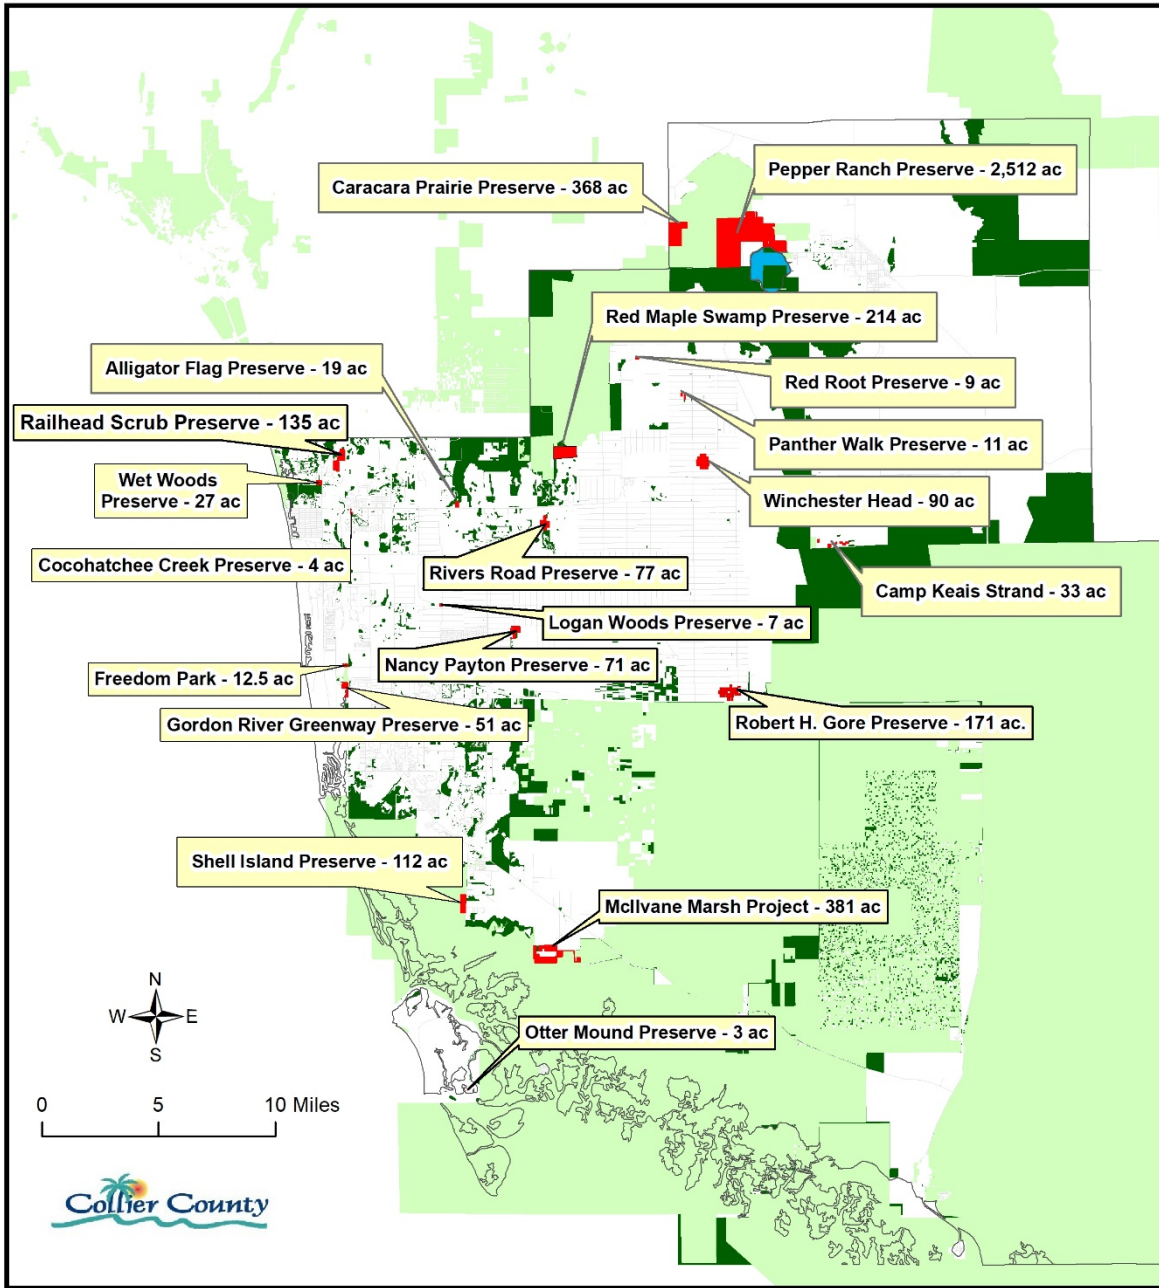 Pepper Ranch Preserve - 2,512 ac
Caracara Prairie Preserve - 368 ac
Red Maple Swamp Preserve - 214 ac
Alligator Flag Preserve - 19 ac
Red Root Preserve - 9 ac
Railhead Scrub Preserve - 135 ac
Panther Walk Preserve - 11 ac
Wet Woods
Preserve - 27 ac
Winchester Head - 90 ac
Cocohatchee Creek Preserve - 4 ac
Rivers Road Preserve - 77 ac
Camp Keais Strand - 33 ac
Logan Woods Preserve - 7 ac
Nancy Payton Preserve - 71 ac
Freedom Park - 12.5 ac
Gordon River Greenway Preserve - 51 ac
Robert H. Gore Preserve - 171 ac.
Shell Island Preserve - 112 ac
McIlvane Marsh Project - 381 ac
N
W E
S
Otter Mound Preserve - 3 ac
0 5 10 Miles
Collier County